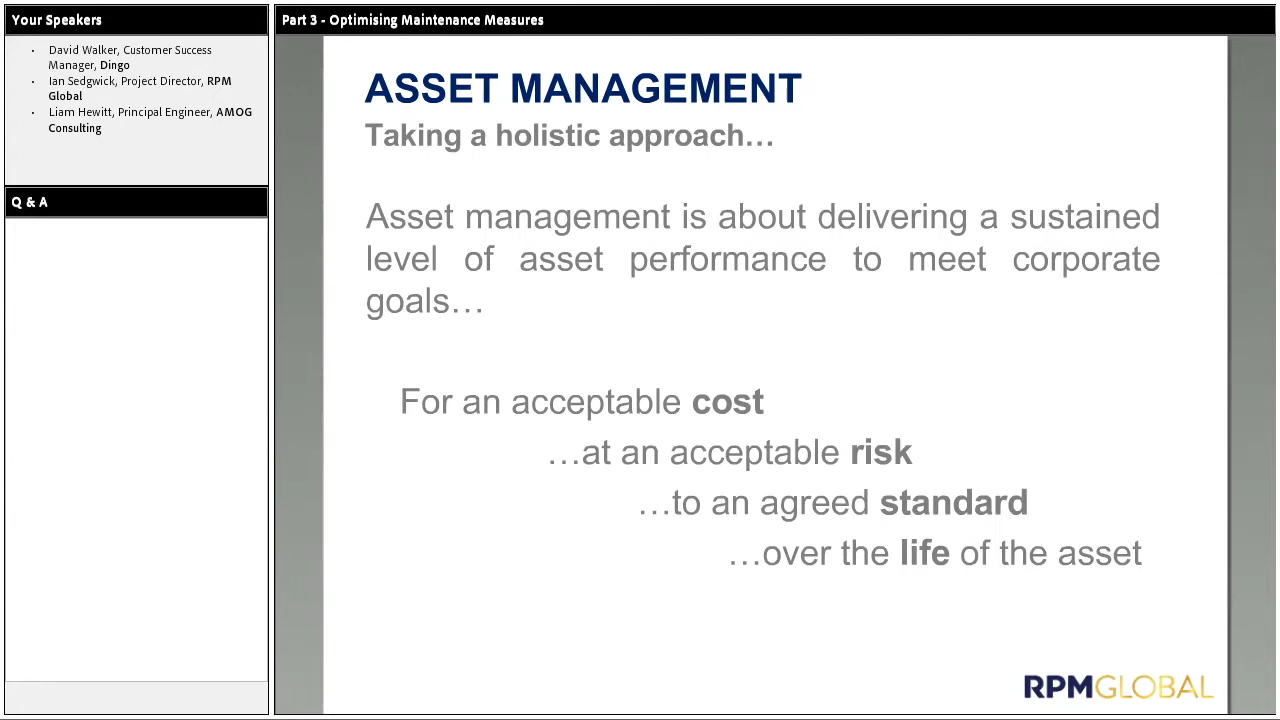 Your Speakers
• David Walker, Customer Success
Manager, Dingo
• Ian Sedgwick, Project Director, RPM
Global
• Liam Hewitt, Principal Engineer, AMOG
Consulting
Q & A
Part 3 - Optimising Maintenance Measures
ASSET MANAGEMENT
Taking a holistic approach…
Asset management is about delivering a sustained
level of asset performance to meet corporate
goals…
For an acceptable cost
…at an acceptable risk
…to an agreed standard
…over the life of the asset
RPMGLOBAL